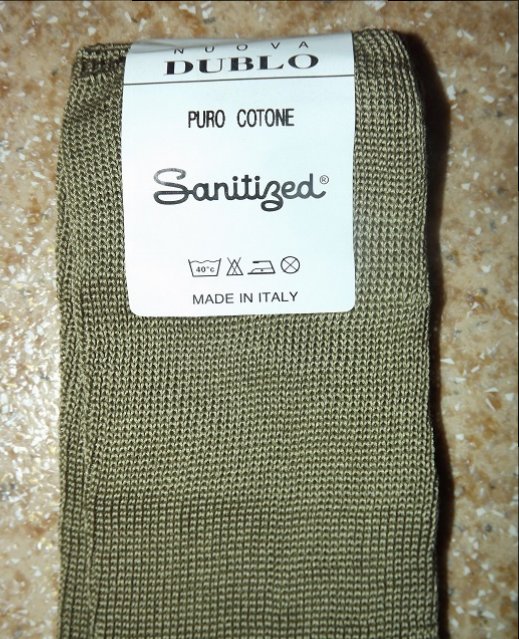 NUOVA
DUBLO
PURO COTONE
Sanitized®
40°c
MADE IN ITALY